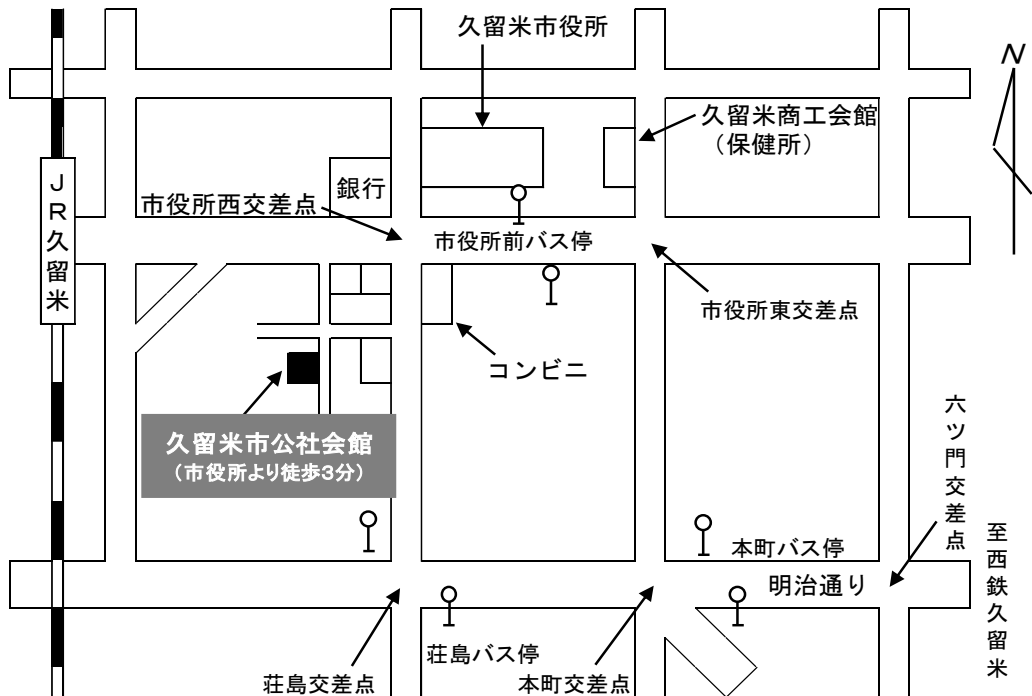 久留米市役所
N
久留米商工会館
（保健所）
銀行
市役所西交差点
JR久留米
市役所前バス停
市役所東交差点
コンビニ
久留米市公社会館
（市役所より徒歩3分）
六ツ門交差点
至西鉄久留米
本町バス停
明治通り
荘島バス停
荘島交差点
本町交差点